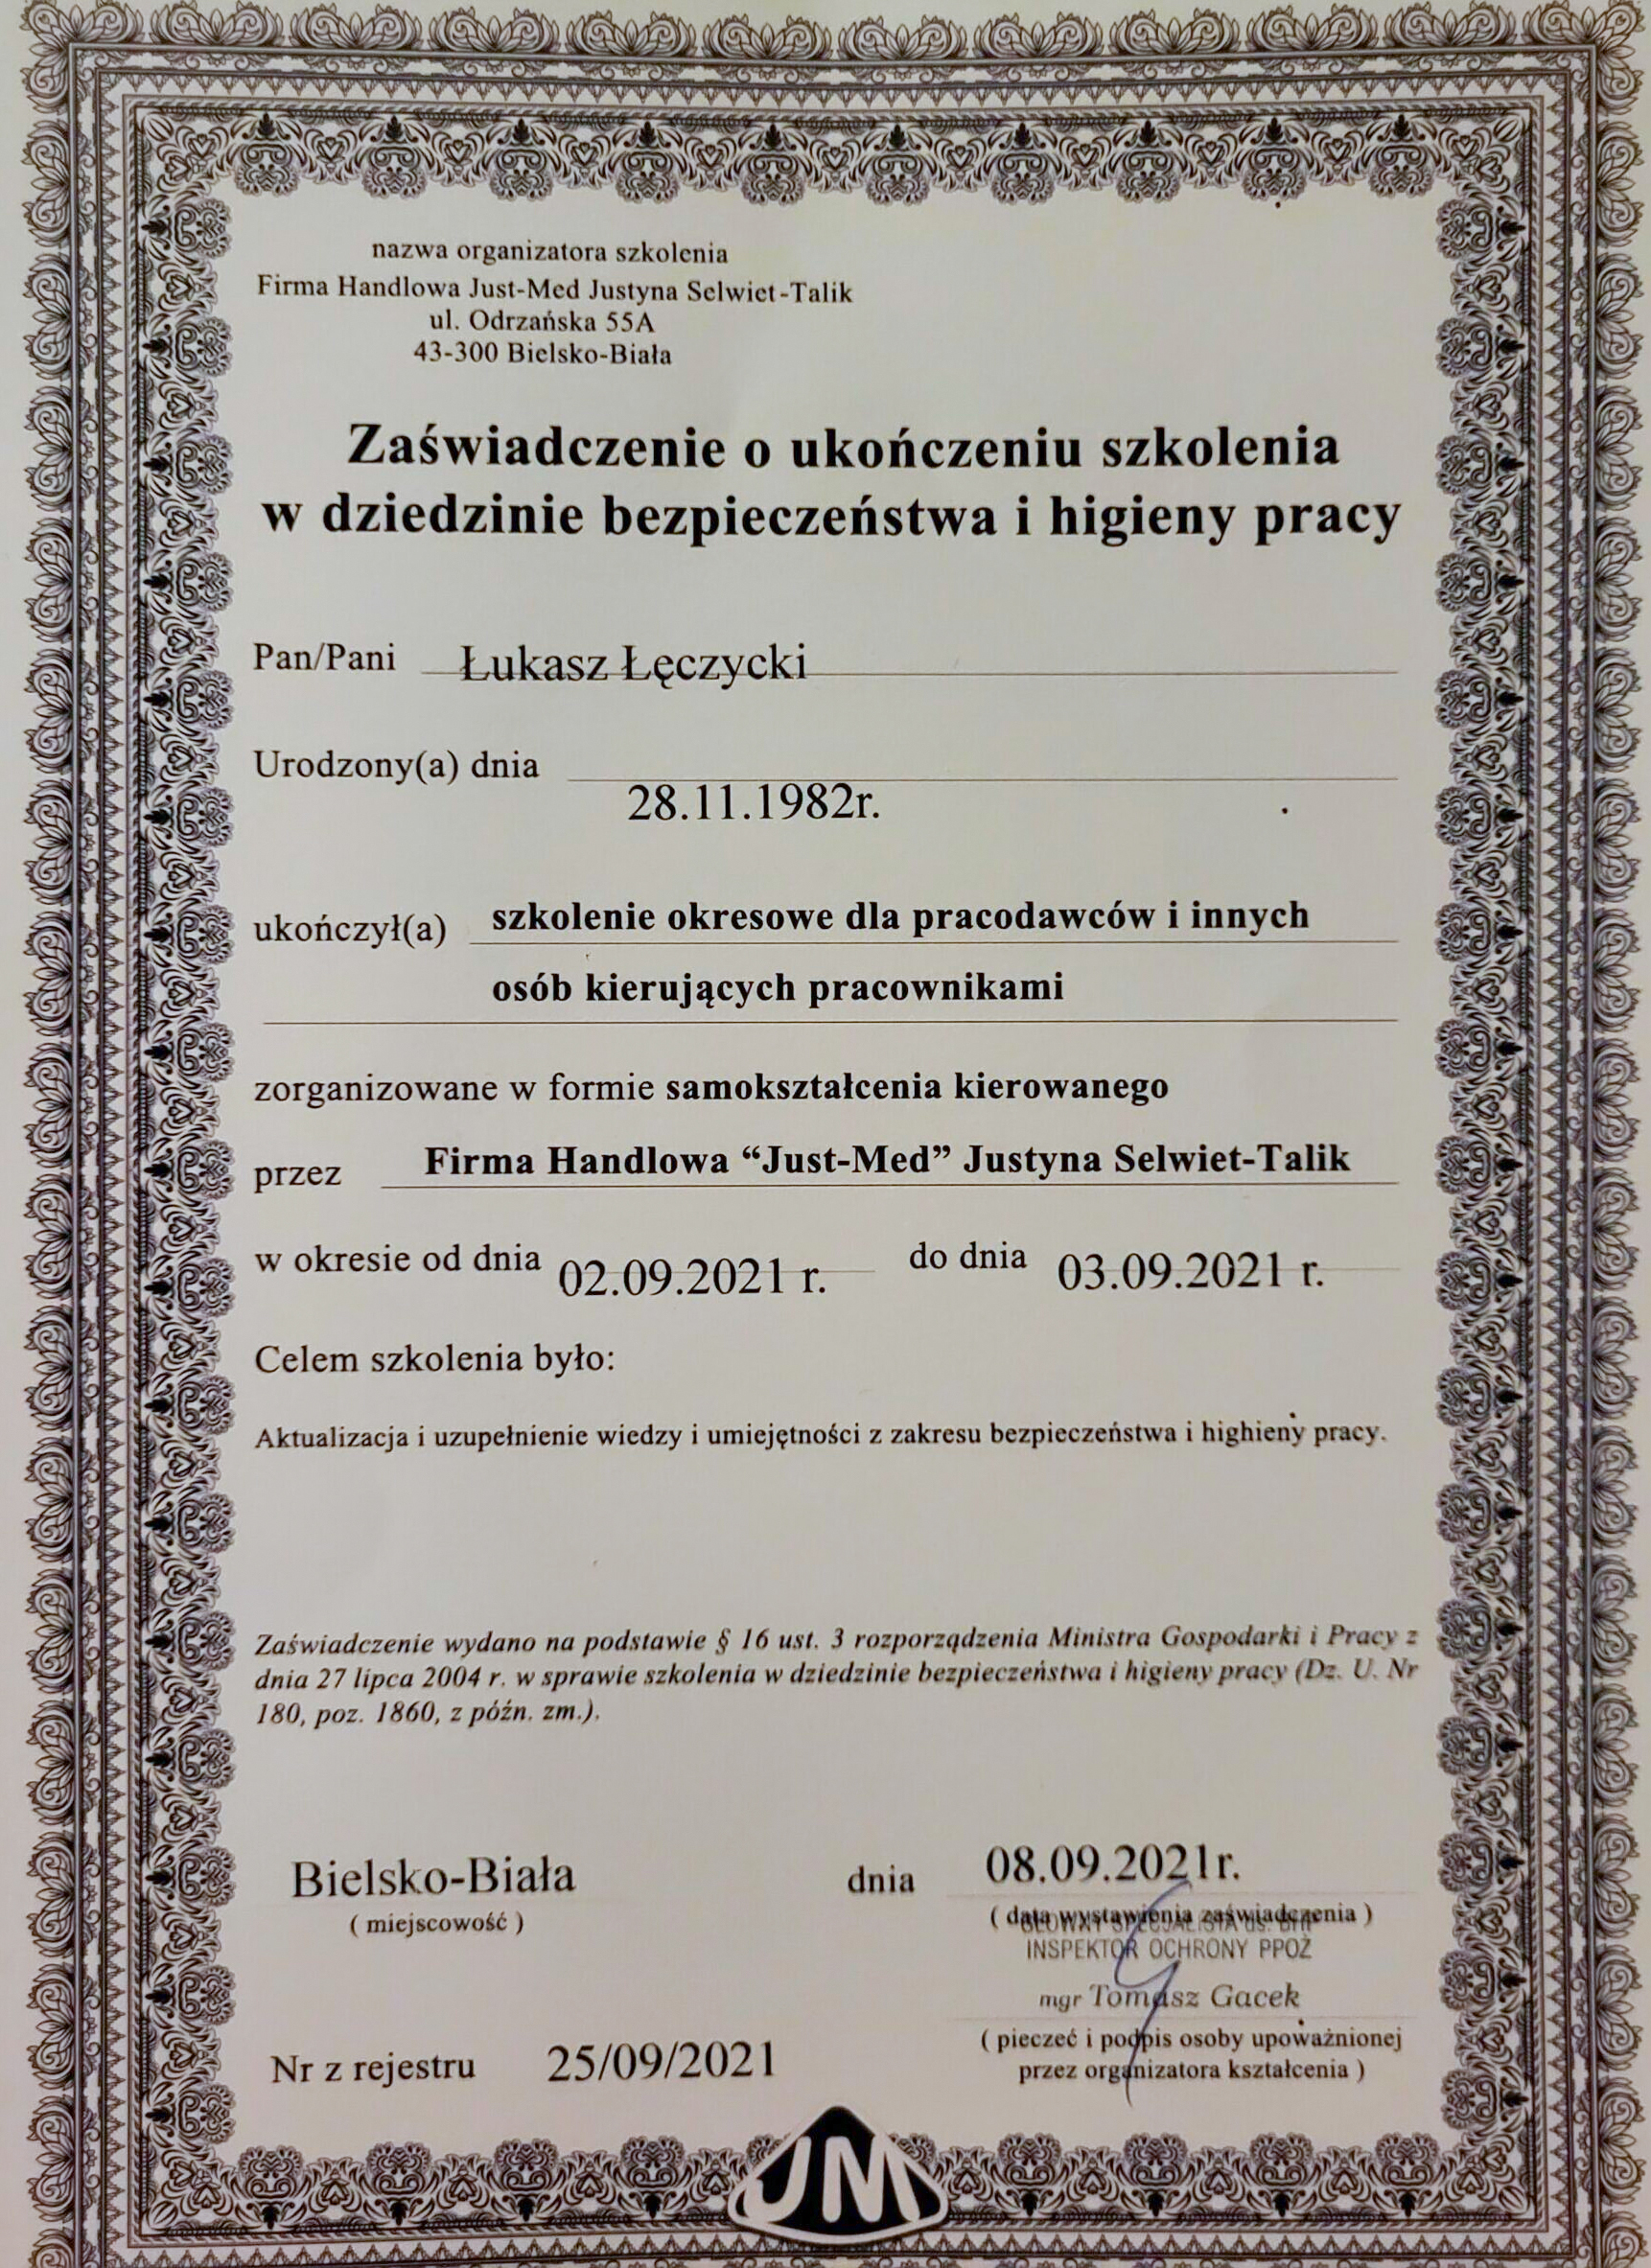 nazwa organizatora szkolenia
Firma Handlowa Just-Med Justyna Selwiet-Talik
ul. Odrzańska 55A
43-300 Bielsko-Biała
Zaświadczenie o ukończeniu szkolenia
w dziedzinie bezpieczeństwa i higieny pracy
Pan/Pani Łukasz Łęczycki
Urodzony(a) dnia
28.11.1982r.
ukończył(a) szkolenie okresowe dla pracodawców i innych
osób kierujących pracownikami
zorganizowane w formie samokształcenia kierowanego
przez Firma Handlowa “Just-Med” Justyna Selwiet-Talik
w okresie od dnia 02.09.2021 r. do dnia 03.09.2021 r.
Celem szkolenia było:
Aktualizacja i uzupełnienie wiedzy i umiejętności z zakresu bezpieczeństwa i highieny pracy.
Zaświadczenie wydano na podstawie § 16 ust. 3 rozporządzenia Ministra Gospodarki i Pracy z
dnia 27 lipca 2004 r. w sprawie szkolenia w dziedzinie bezpieczeństwa i higieny pracy (Dz. U. Nr
180, poz. 1860, z późn. zm.).
Bielsko-Biała dnia 08.09.2021r.
( miejscowość ) ( data wystawienia zaświadczenia )
GŁÓWNY SPECJALISTA ds. BHP
INSPEKTOR OCHRONY PPOŻ
mgr Tomasz Gacek
( pieczeć i podpis osoby upoważnionej
przez organizatora kształcenia )
Nr z rejestru 25/09/2021
JM